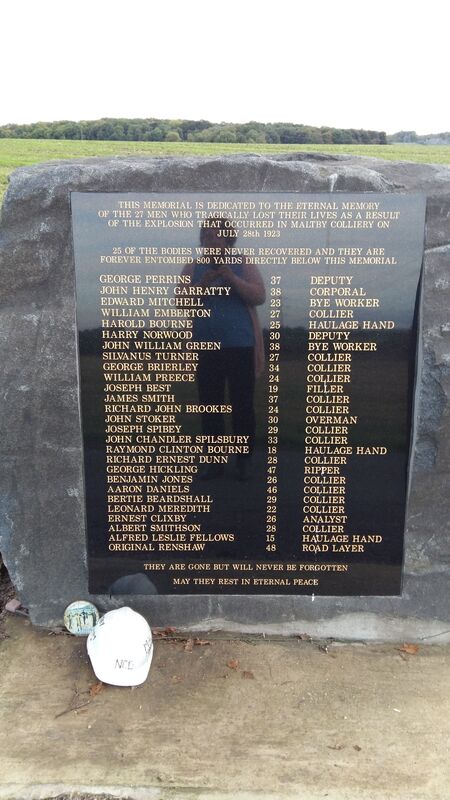 THIS MEMORIAL IS DEDICATED TO THE ETERNAL MEMORY
OF THE 27 MEN WHO TRAGICALLY LOST THEIR LIVES AS A RESULT
OF THE EXPLOSION THAT OCCURRED IN MALTBY COLLIERY ON
JULY 28th 1923
25 OF THE BODIES WERE NEVER RECOVERED AND THEY ARE
FOREVER ENTOMBED 800 YARDS DIRECTLY BELOW THIS MEMORIAL
GEORGE PERRINS 37 DEPUTY
JOHN HENRY GARRATTY 38 CORPORAL
EDWARD MITCHELL 23 BYE WORKER
WILLIAM EMBERTON 27 COLLIER
HAROLD BOURNE 25 HAULAGE HAND
HARRY NORWOOD 30 DEPUTY
JOHN WILLIAM GREEN 38 BYE WORKER
SILVANUS TURNER 27 COLLIER
GEORGE BRIERLEY 34 COLLIER
WILLIAM PREECE 24 COLLIER
JOSEPH BEST 19 FILLER
JAMES SMITH 37 COLLIER
RICHARD JOHN BROOKES 24 COLLIER
JOHN STOKER 30 OVERMAN
JOSEPH SPIBEY 29 COLLIER
JOHN CHANDLER SPILSBURY 33 COLLIER
RAYMOND CLINTON BOURNE 18 HAULAGE HAND
RICHARD ERNEST DUNN 28 COLLIER
GEORGE HICKLING 47 RIPPER
BENJAMIN JONES 26 COLLIER
AARON DANIELS 46 COLLIER
BERTIE BEARDSHALL 29 COLLIER
LEONARD MEREDITH 22 COLLIER
ERNEST CLIXBY 26 ANALYST
ALBERT SMITHSON 28 COLLIER
ALFRED LESLIE FELLOWS 15 HAULAGE HAND
ORIGINAL RENSHAW 48 ROAD LAYER
THEY ARE GONE BUT WILL NEVER BE FORGOTTEN
MAY THEY REST IN ETERNAL PEACE
NCB